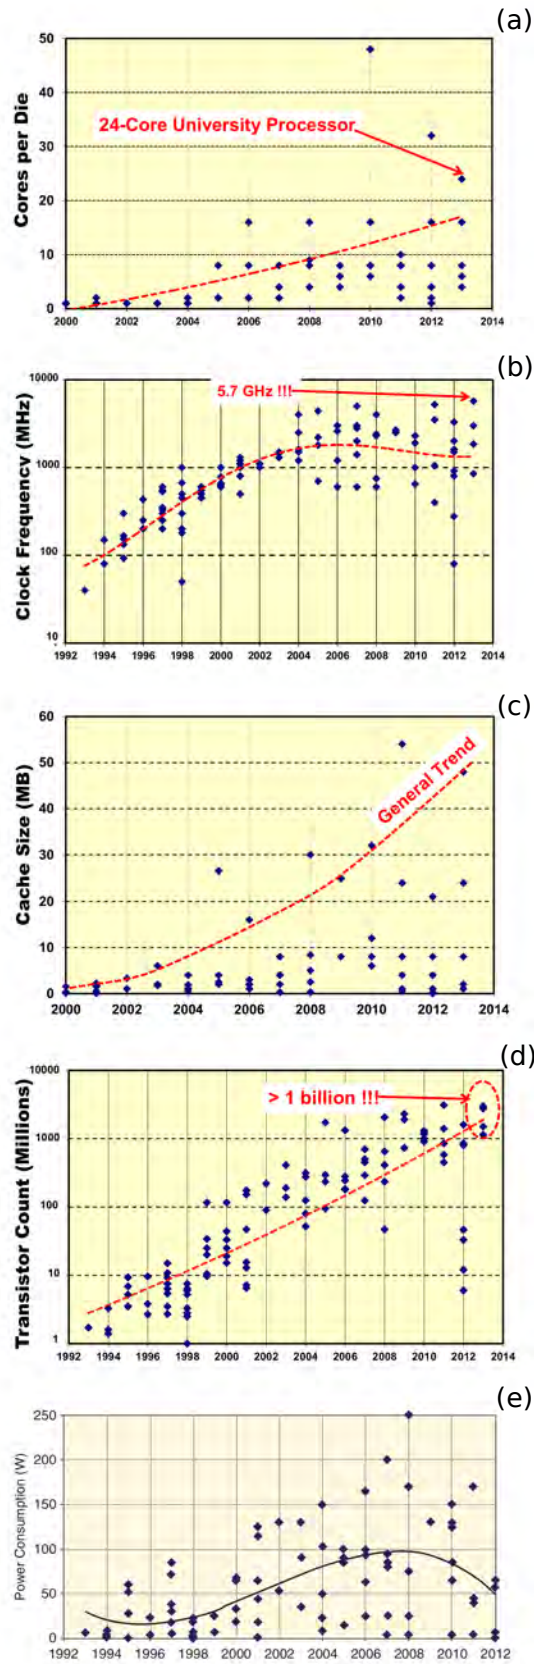 (a)
Cores per Die
50
40
30
20
10
0
24-Core University Processor
2000 2002 2004 2006 2008 2010 2012 2014
(b)
Clock Frequency (MHz)
10000
1000
100
10
5.7 GHz !!!
1992 1994 1996 1998 2000 2002 2004 2006 2008 2010 2012 2014
(c)
Cache Size (MB)
60
50
40
30
20
10
0
General Trend
2000 2002 2004 2006 2008 2010 2012 2014
(d)
Transistor Count (Millions)
10000
1000
100
10
1
> 1 billion !!!
1992 1994 1996 1998 2000 2002 2004 2006 2008 2010 2012 2014
(e)
Power Consumption (W)
250
200
150
100
50
0
1992 1994 1996 1998 2000 2002 2004 2006 2008 2010 2012